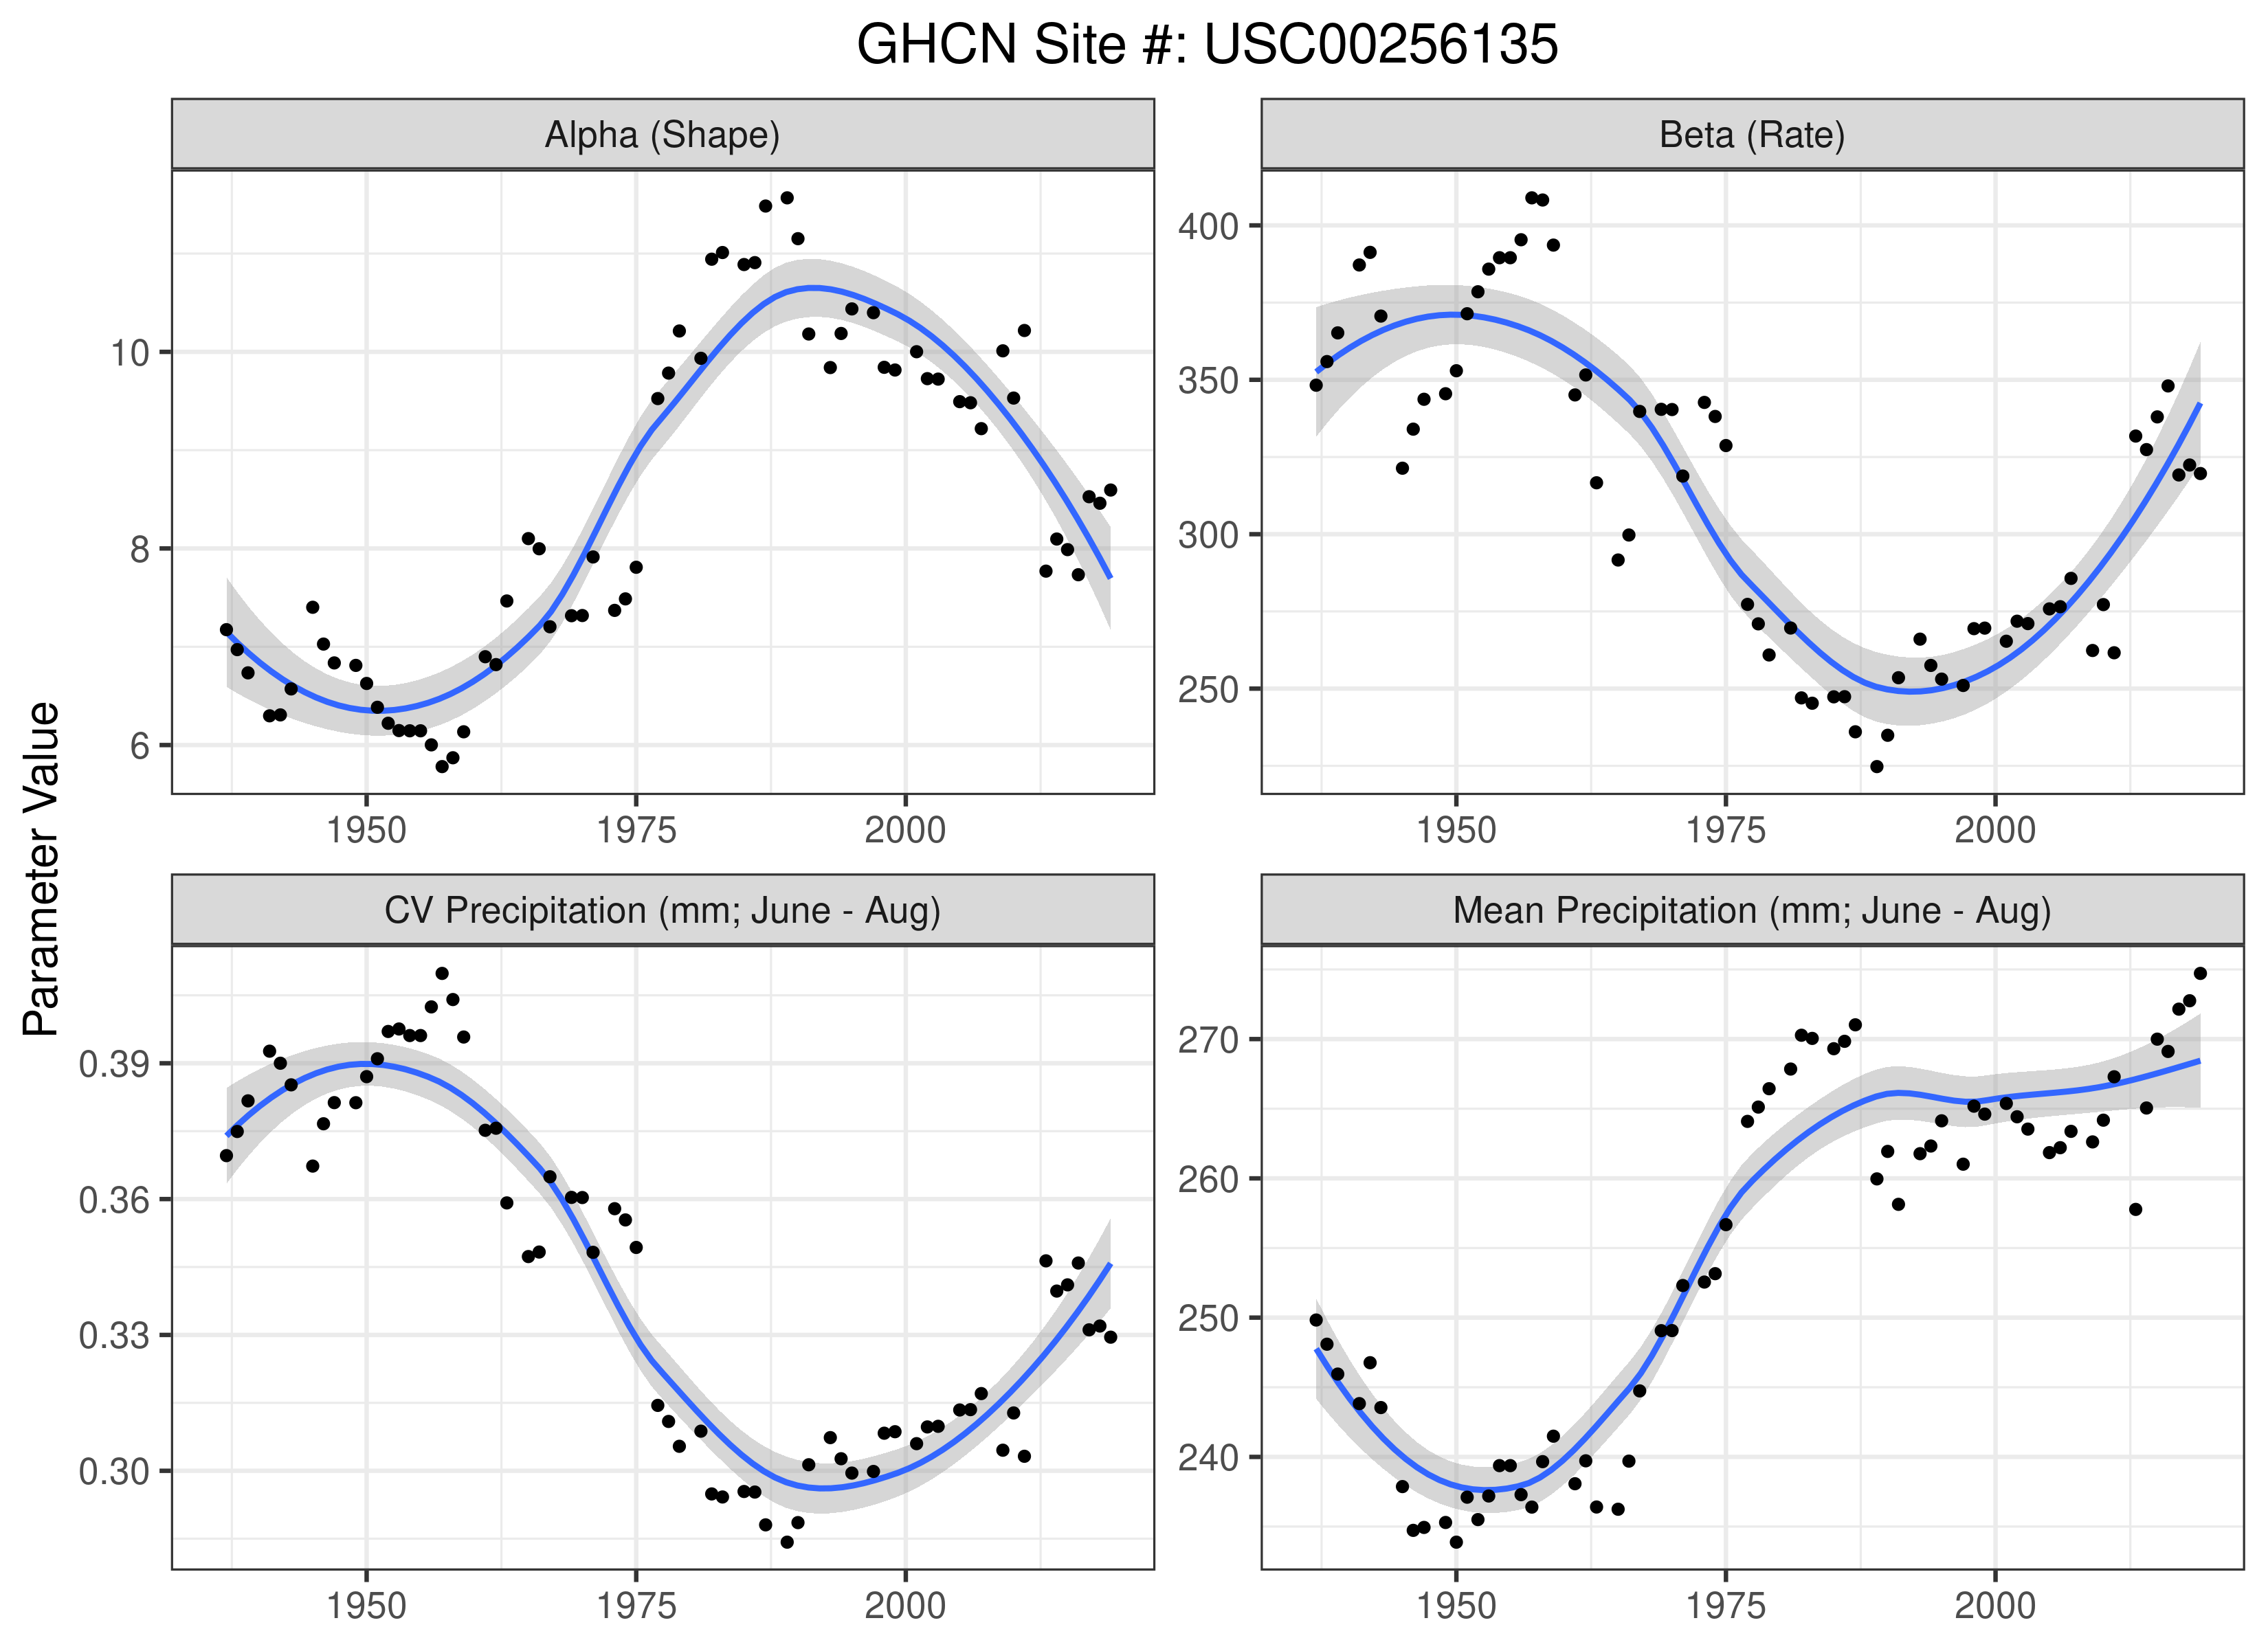 GHCN Site #: USC00256135
Alpha (Shape)
Beta (Rate)
10
8
6
400
350
300
250
1950 1975 2000
1950 1975 2000
Parameter Value
CV Precipitation (mm; June - Aug)
Mean Precipitation (mm; June - Aug)
0.39
0.36
0.33
0.30
270
260
250
240
1950 1975 2000
1950 1975 2000